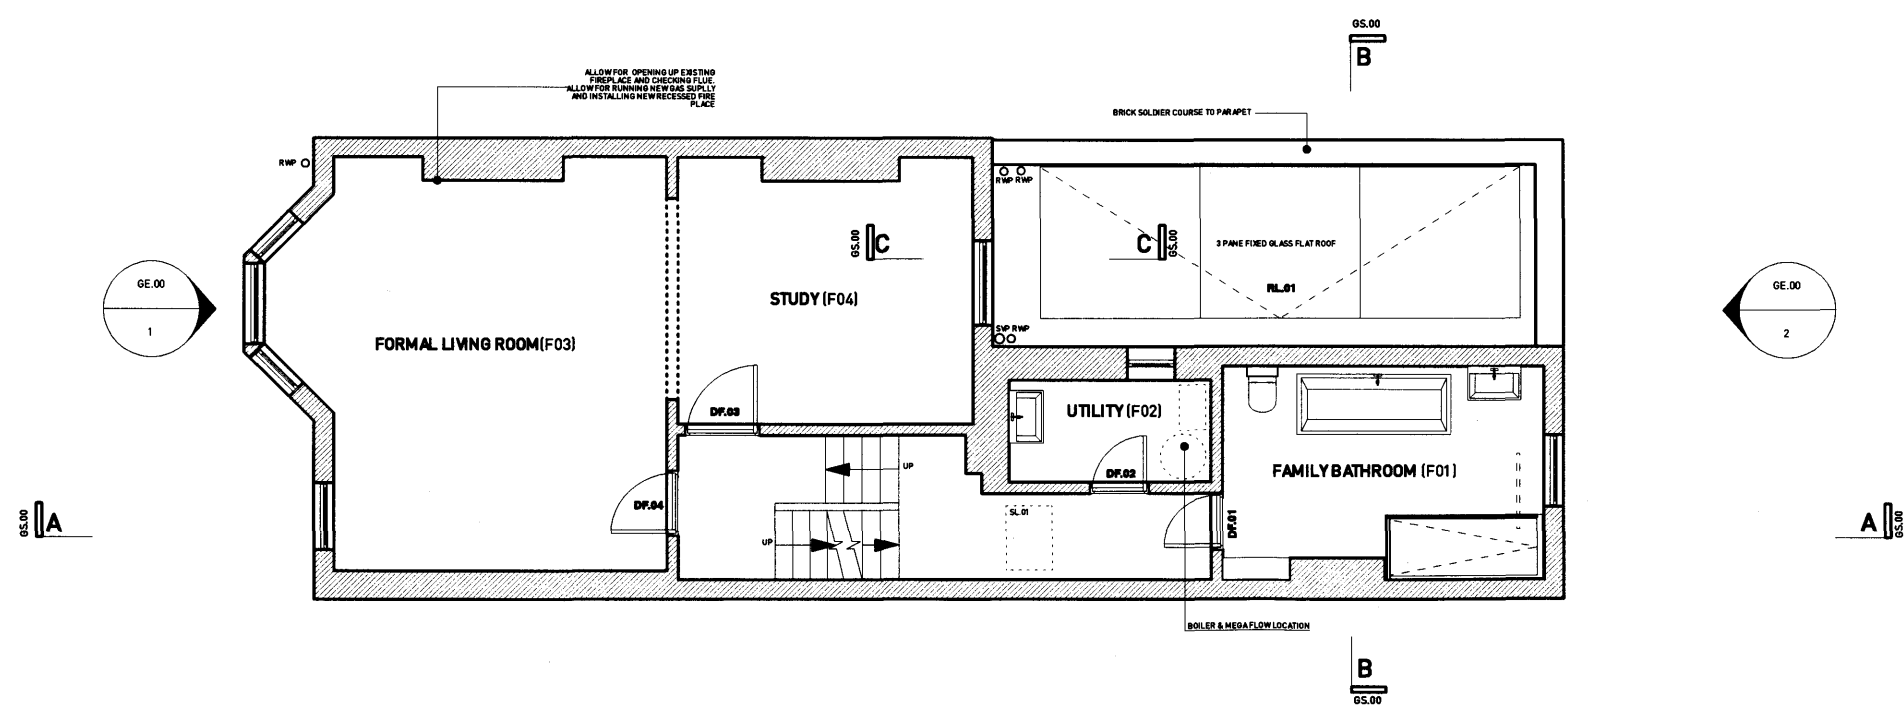 GS.00
B
ALLOW FOR OPENING UP EXISTING
FIREPLACE AND CHECKING FLUE.
ALLOW FOR RUNNING NEW GAS SUPLLY
AND INSTALLING NEW RECESSED FIRE
PLACE
BRICK SOLDIER COURSE TO PARAPET
RWP
RWP RWP
GS.00
C
C
GS.00
3 PANE FIXED GLASS FLAT ROOF
RL.01
GE.00
1
GE.00
2
STUDY (F04)
SVP RWP
FORMAL LIVING ROOM(F03)
DF.03
UTILITY (F02)
UP
DF.02
FAMILY BATHROOM (F01)
DF.04
SL.01
DF.01
GS.00
A
A
GS.00
UP
BOILER & MEGAFLOW LOCATION
B
GS.00